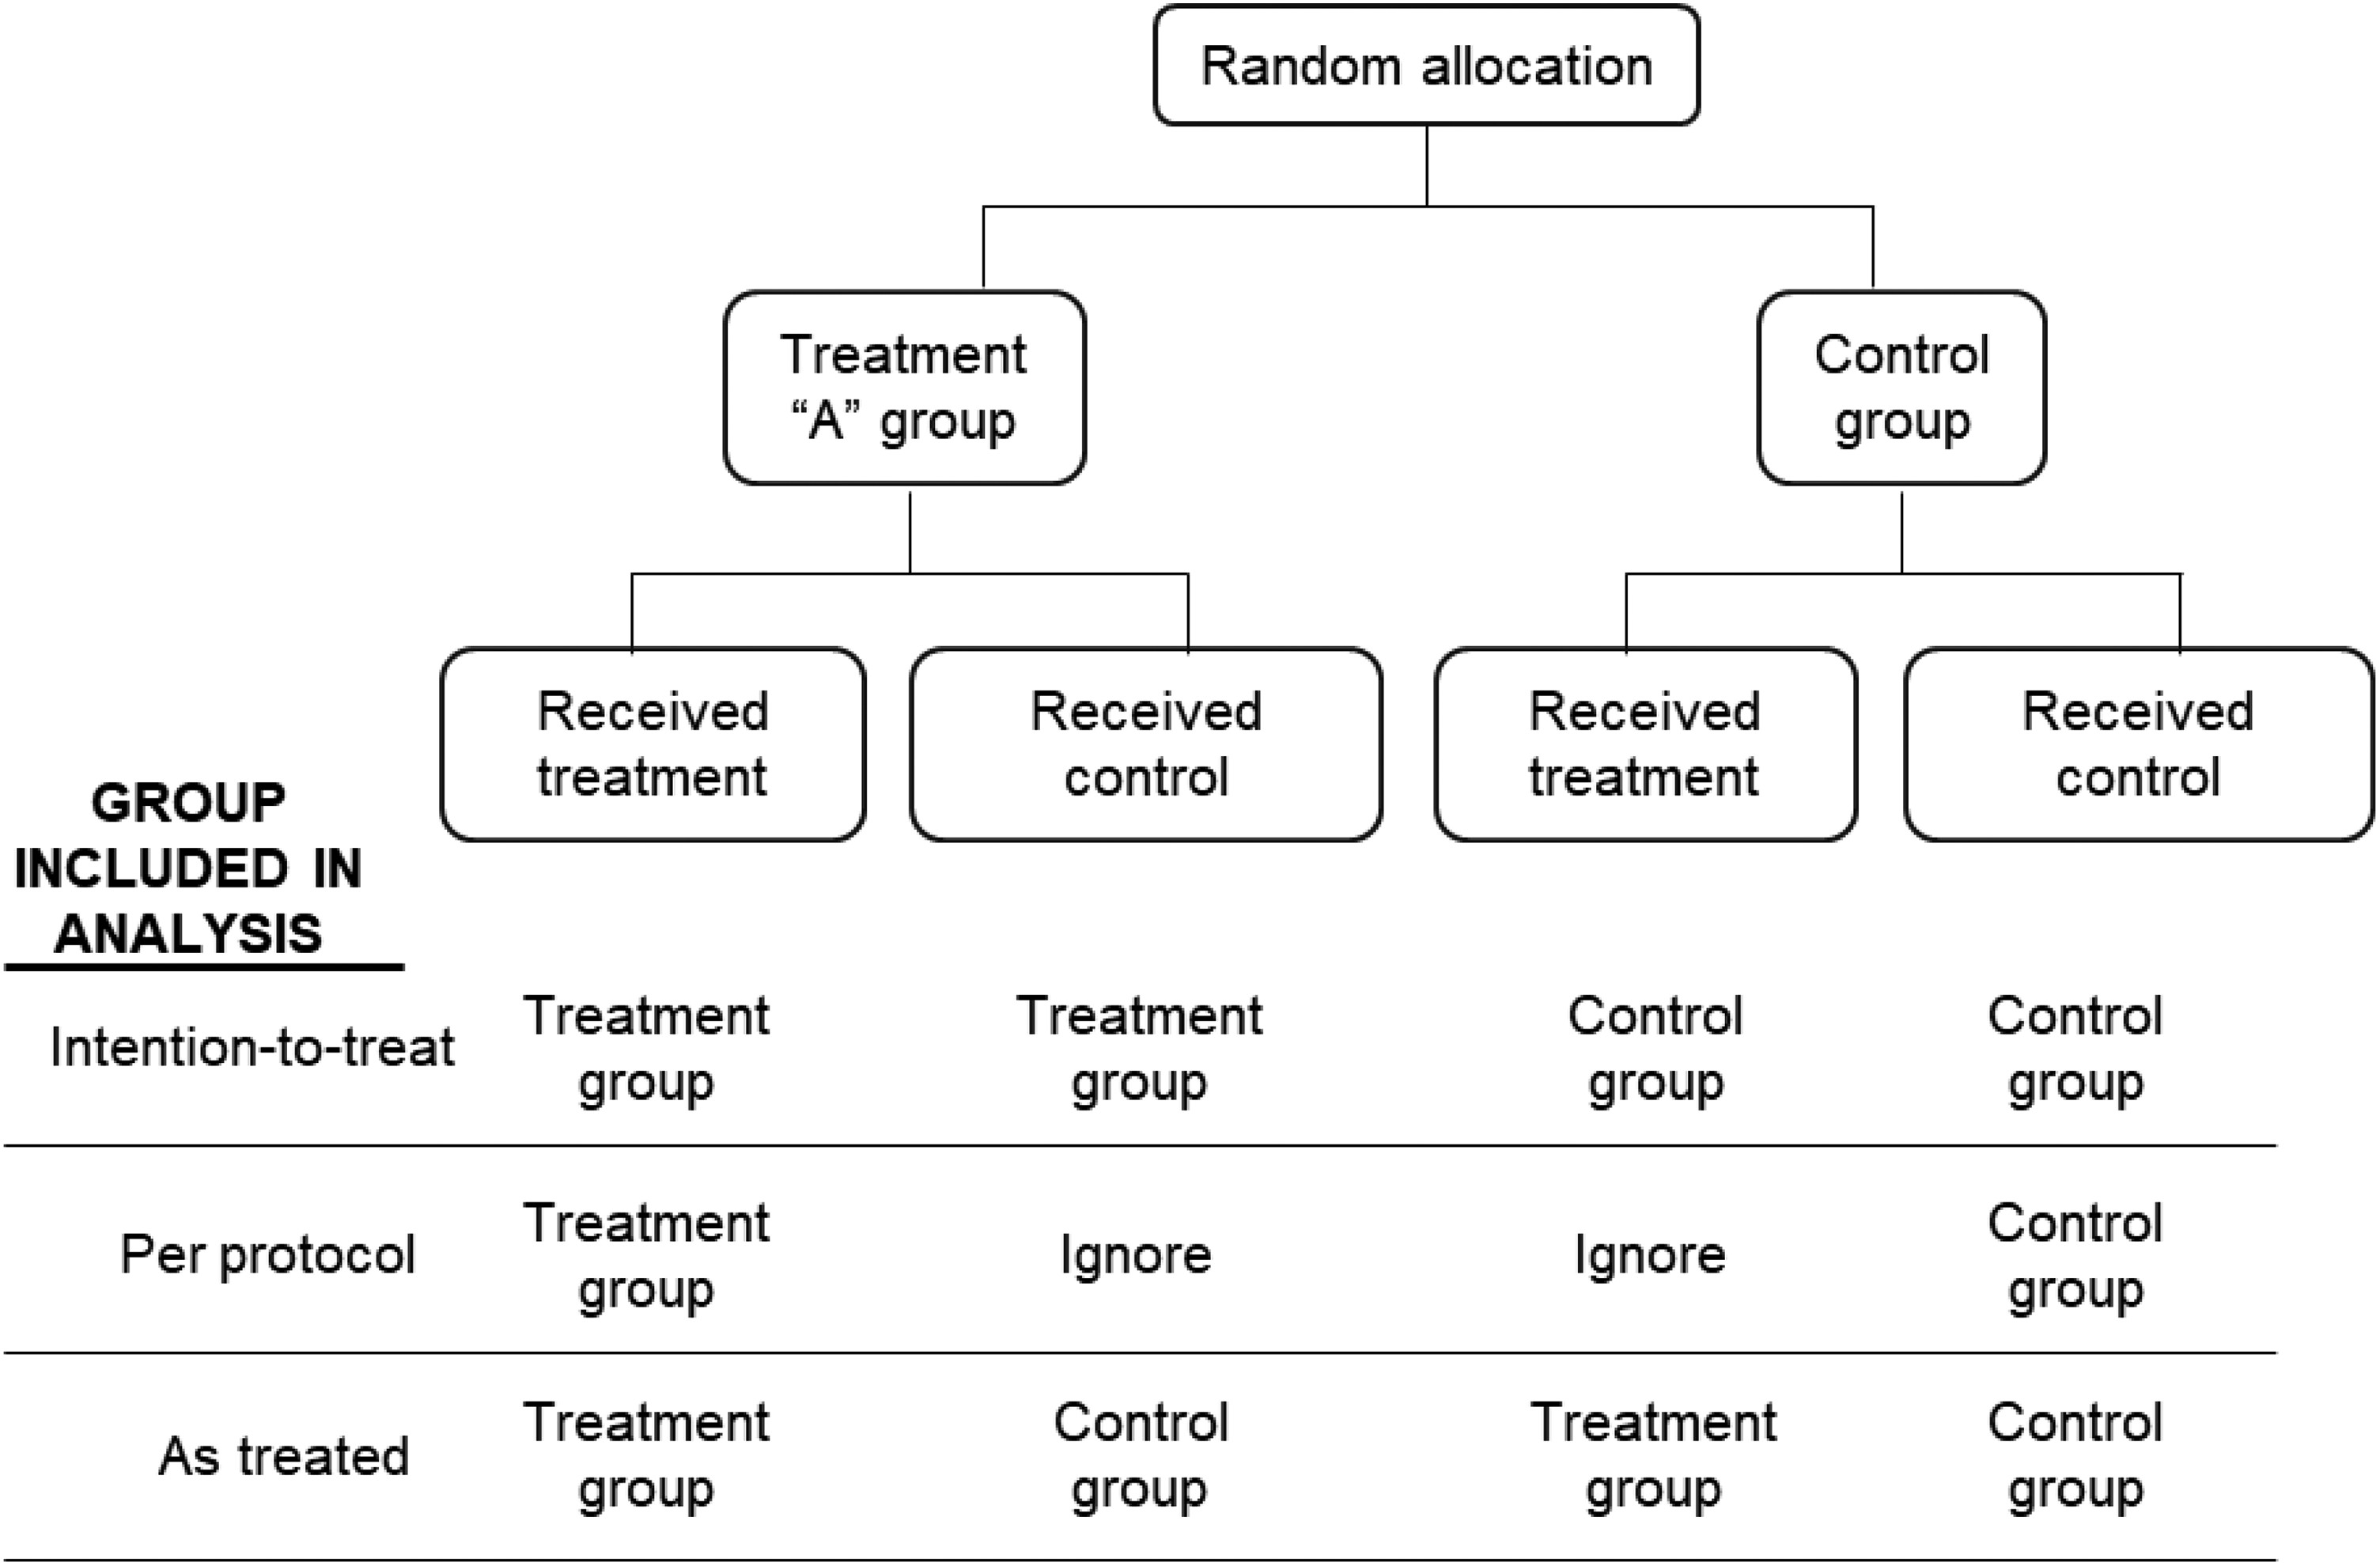 Random allocation
Treatment
“A” group
Control
group
Received
treatment
Received
control
Received
treatment
Received
control
GROUP
INCLUDED IN
ANALYSIS
Intention-to-treat
Treatment
group
Treatment
group
Control
group
Control
group
Per protocol
Treatment
group
Ignore
Ignore
Control
group
As treated
Treatment
group
Control
group
Treatment
group
Control
group